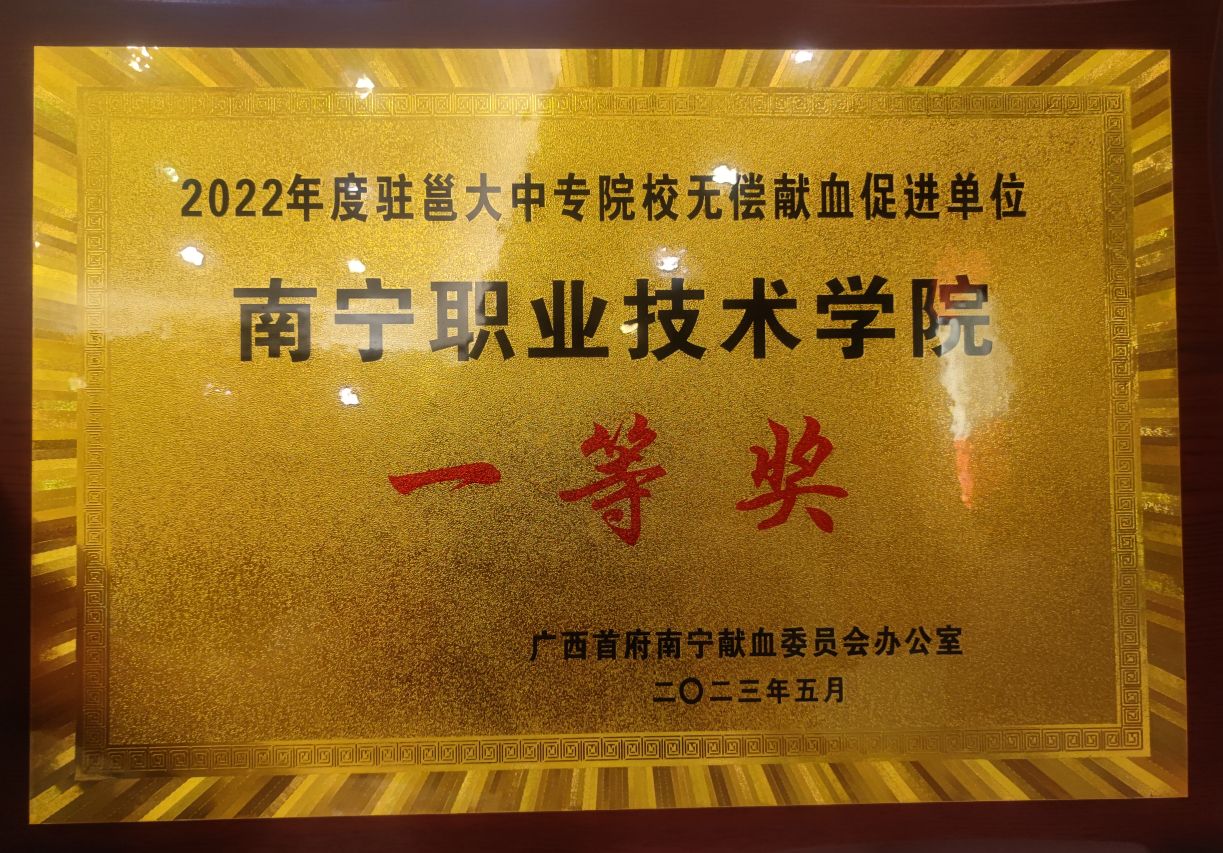 2022年度驻邕大中专院校无偿献血促进单位
南宁职业技术学院
一等奖
广西首府南宁献血委员会办公室
二〇二三年五月